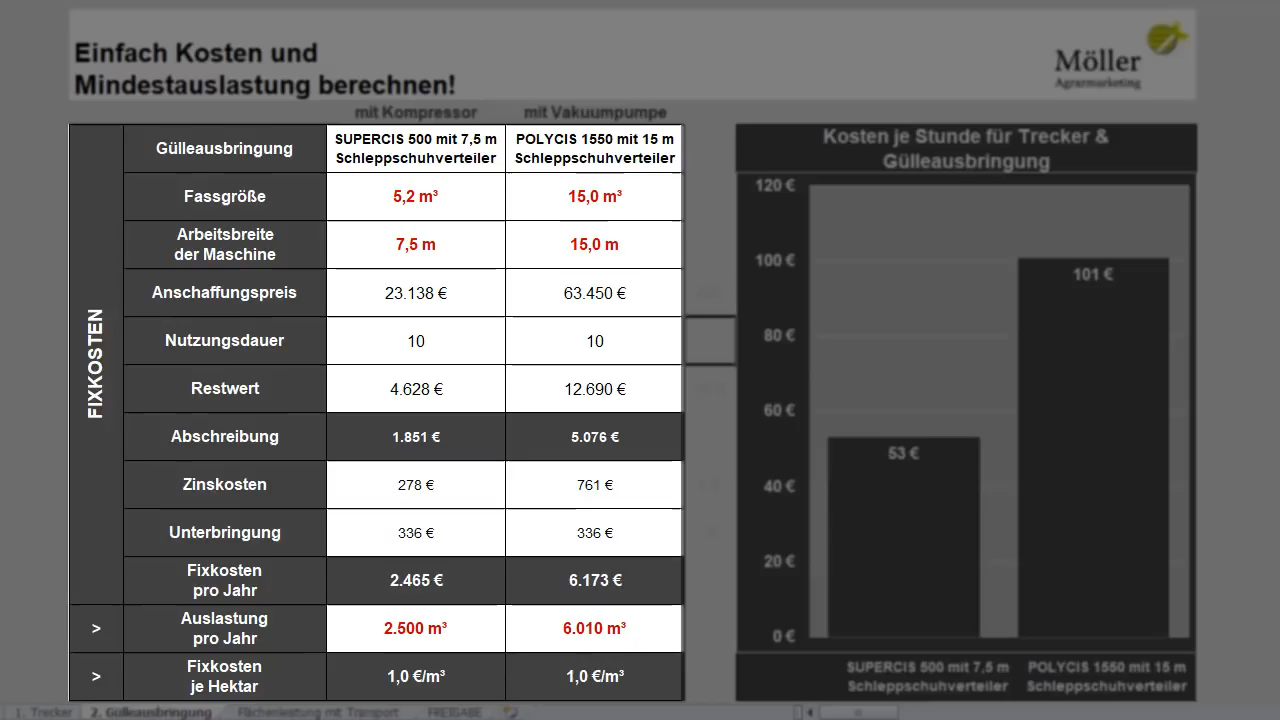 Einfach Kosten und
Mindestauslastung berechnen!
Möller
Agrarmarketing
mit Kompressor mit Vakuumpumpe
FIXKOSTEN
Gülleausbringung
SUPERCIS 500 mit 7,5 m
Schleppschuhverteiler
POLYCIS 1550 mit 15 m
Schleppschuhverteiler
Fassgröße 5,2 m³ 15,0 m³
Arbeitsbreite
der Maschine
7,5 m 15,0 m
Anschaffungspreis 23.138 € 63.450 €
Nutzungsdauer 10 10
Restwert 4.628 € 12.690 €
Abschreibung 1.851 € 5.076 €
Zinskosten 278 € 761 €
Unterbringung 336 € 336 €
Fixkosten
pro Jahr
2.465 € 6.173 €
> Auslastung
pro Jahr
2.500 m³ 6.010 m³
> Fixkosten
je Hektar
1,0 €/m³ 1,0 €/m³
Kosten je Stunde für Trecker &
Gülleausbringung
120 €
100 €
80 €
60 €
40 €
20 €
0 €
53 €
101 €
SUPERCIS 500 mit 7,5 m
Schleppschuhverteiler
POLYCIS 1550 mit 15 m
Schleppschuhverteiler
1. Trecker 2. Gülleausbringung Flächenleistung mit Transport FREIGABE